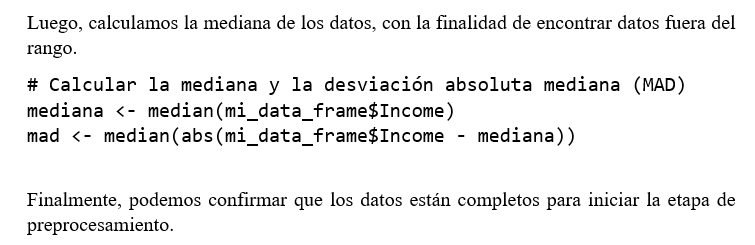 Luego, calculamos la mediana de los datos, con la finalidad de encontrar datos fuera del
rango.
# Calcular la mediana y la desviación absoluta mediana (MAD)
mediana <- median(mi_data_frame$Income)
mad <- median(abs(mi_data_frame$Income - mediana))
Finalmente, podemos confirmar que los datos están completos para iniciar la etapa de
preprocesamiento.